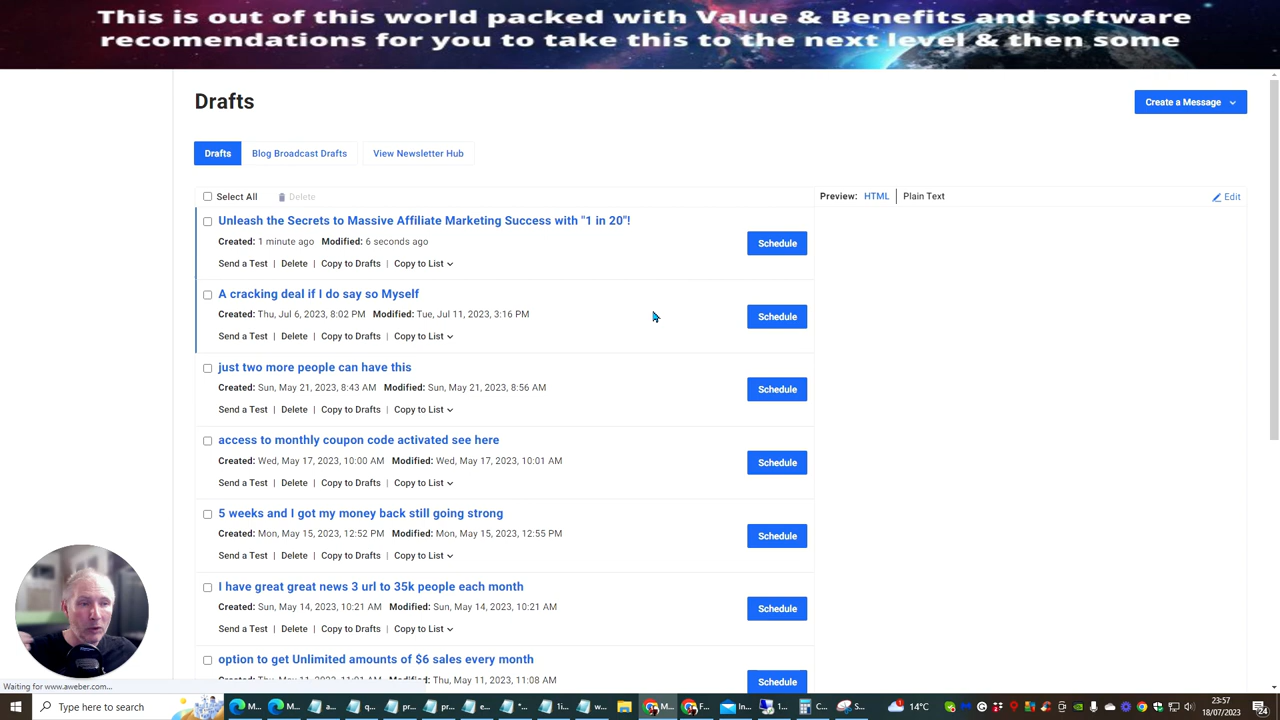 This is out of this world packed with Value & Benefits and software
recomendations for you to take this to the next level & then some
Drafts
Create a Message
Drafts
Blog Broadcast Drafts
View Newsletter Hub
Select All
Delete
Preview: HTML | Plain Text
Edit
Unleash the Secrets to Massive Affiliate Marketing Success with "1 in 20"!
Created: 1 minute ago Modified: 6 seconds ago
Send a Test | Delete | Copy to Drafts | Copy to List
Schedule
A cracking deal if I do say so Myself
Created: Thu, Jul 6, 2023, 8:02 PM Modified: Tue, Jul 11, 2023, 3:16 PM
Send a Test | Delete | Copy to Drafts | Copy to List
Schedule
just two more people can have this
Created: Sun, May 21, 2023, 8:43 AM Modified: Sun, May 21, 2023, 8:56 AM
Send a Test | Delete | Copy to Drafts | Copy to List
Schedule
access to monthly coupon code activated see here
Created: Wed, May 17, 2023, 10:00 AM Modified: Wed, May 17, 2023, 10:01 AM
Send a Test | Delete | Copy to Drafts | Copy to List
Schedule
5 weeks and I got my money back still going strong
Created: Mon, May 15, 2023, 12:52 PM Modified: Mon, May 15, 2023, 12:55 PM
Send a Test | Delete | Copy to Drafts | Copy to List
Schedule
I have great great news 3 url to 35k people each month
Created: Sun, May 14, 2023, 10:21 AM Modified: Sun, May 14, 2023, 10:21 AM
Send a Test | Delete | Copy to Drafts | Copy to List
Schedule
option to get Unlimited amounts of $6 sales every month
Created: Thu, May 11, 2023, 11:01 AM Modified: Thu, May 11, 2023, 11:08 AM
Schedule
Waiting for www.aweber.com...
Type here to search
M...
M...
a...
q...
pr...
pr...
e...
"...
1i...
w...
M...
F...
In...
5 ...
C...
S...
14°C
23:57
18/07/2023